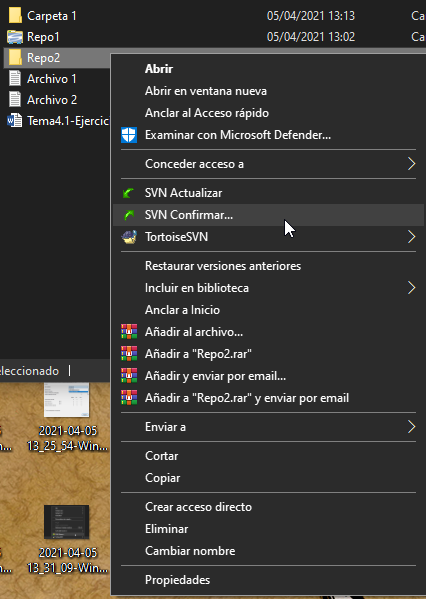 Carpeta 1 05/04/2021 13:13 Ca
Repo1 05/04/2021 13:02 Ca
Repo2
Archivo 1
Archivo 2
Tema4.1-Ejercic
Abrir
Abrir en ventana nueva
Anclar al Acceso rápido
Examinar con Microsoft Defender...
Conceder acceso a
SVN Actualizar
SVN Confirmar...
TortoiseSVN
Restaurar versiones anteriores
Incluir en biblioteca
Anclar a Inicio
Añadir al archivo...
Añadir a "Repo2.rar"
Añadir y enviar por email...
Añadir a "Repo2.rar" y enviar por email
Enviar a
Cortar
Copiar
Crear acceso directo
Eliminar
Cambiar nombre
Propiedades
eleccionado
2021-04-05
13_25_54-Win...
2021-04-05
13_31_09-Win...